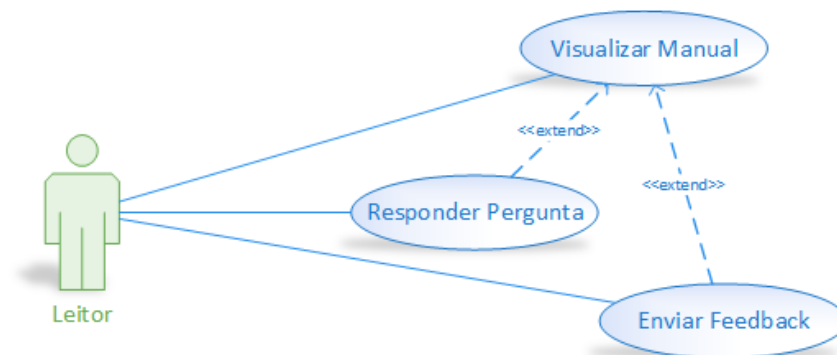 Visualizar Manual
<<extend>>
<<extend>>
Responder Pergunta
Leitor
Enviar Feedback